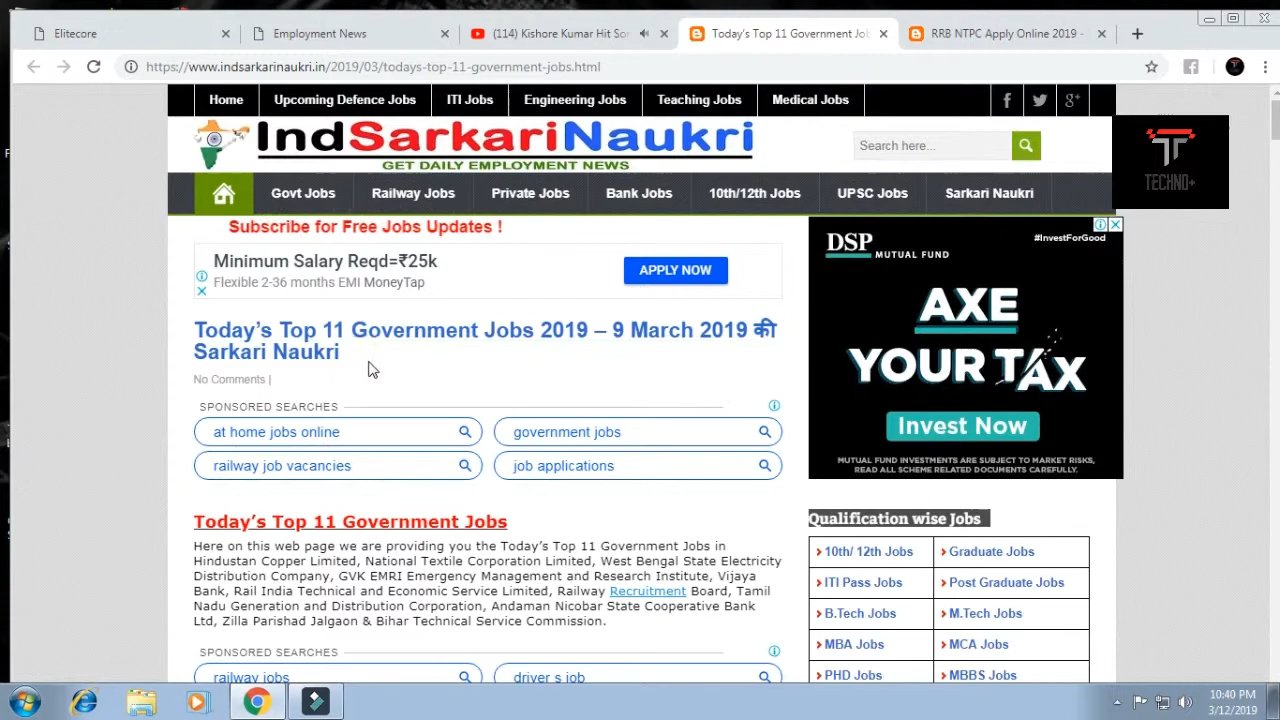 Elitecore
Employment News
(114) Kishore Kumar Hit Son
Today's Top 11 Government Job
RRB NTPC Apply Online 2019 -
https://www.indsarkarinaukri.in/2019/03/todays-top-11-government-jobs.html
Home
Upcoming Defence Jobs
ITI Jobs
Engineering Jobs
Teaching Jobs
Medical Jobs
IndSarkariNaukri
GET DAILY EMPLOYMENT NEWS
Search here...
TECHNO+
Govt Jobs
Railway Jobs
Private Jobs
Bank Jobs
10th/12th Jobs
UPSC Jobs
Sarkari Naukri
Subscribe for Free Jobs Updates !
Minimum Salary Reqd=₹25k
Flexible 2-36 months EMI MoneyTap
APPLY NOW
DSP MUTUAL FUND
#InvestForGood
AXE
YOUR TAX
Invest Now
MUTUAL FUND INVESTMENTS ARE SUBJECT TO MARKET RISKS,
READ ALL SCHEME RELATED DOCUMENTS CAREFULLY.
Today's Top 11 Government Jobs 2019 – 9 March 2019 की
Sarkari Naukri
No Comments |
SPONSORED SEARCHES
at home jobs online
government jobs
railway job vacancies
job applications
Today's Top 11 Government Jobs
Here on this web page we are providing you the Today's Top 11 Government Jobs in
Hindustan Copper Limited, National Textile Corporation Limited, West Bengal State Electricity
Distribution Company, GVK EMRI Emergency Management and Research Institute, Vijaya
Bank, Rail India Technical and Economic Service Limited, Railway Recruitment Board, Tamil
Nadu Generation and Distribution Corporation, Andaman Nicobar State Cooperative Bank
Ltd, Zilla Parishad Jalgaon & Bihar Technical Service Commission.
SPONSORED SEARCHES
railway jobs
driver s job
Qualification wise Jobs
10th/ 12th Jobs
Graduate Jobs
ITI Pass Jobs
Post Graduate Jobs
B.Tech Jobs
M.Tech Jobs
MBA Jobs
MCA Jobs
PHD Jobs
MBBS Jobs
10:40 PM
3/12/2019